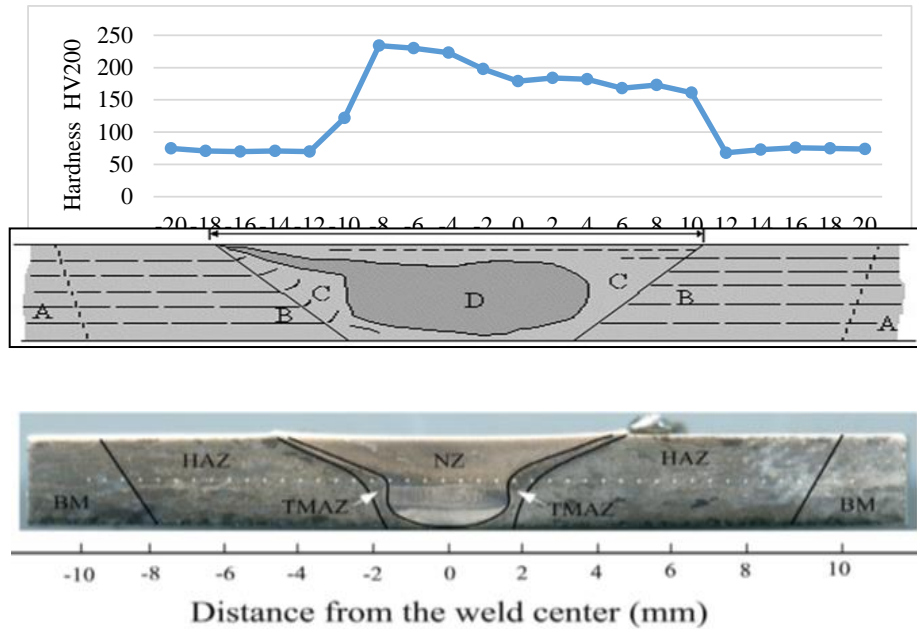 250
200
150
100
50
0
Hardness HV200
-20 -18 -16 -14 -12 -10 -8 -6 -4 -2 0 2 4 6 8 10 12 14 16 18 20
A B C D C B A
HAZ NZ HAZ
BM TMAZ TMAZ BM
-10 -8 -6 -4 -2 0 2 4 6 8 10
Distance from the weld center (mm)